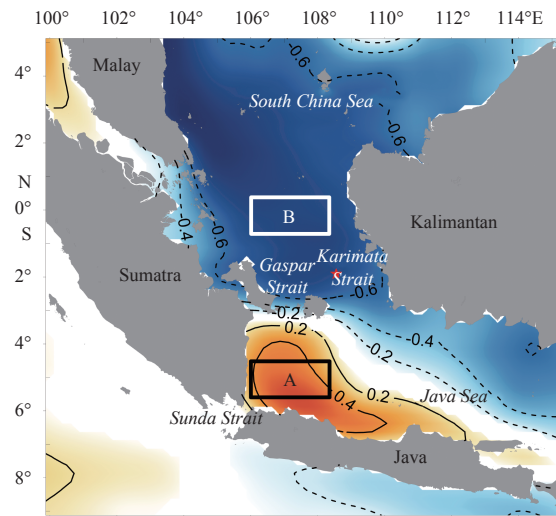 100° 102° 104° 106° 108° 110° 112° 114°E
4°
2°
N
0°
S
2°
4°
6°
8°
Malay
-0.6
South China Sea
-0.6
-0.4
-0.6
B
Kalimantan
Sumatra
Gaspar
Strait
Karimata
Strait
-0.6
-0.2
-0.4
0.2
-0.2
A
0.4
0.2
Java Sea
Sunda Strait
Java